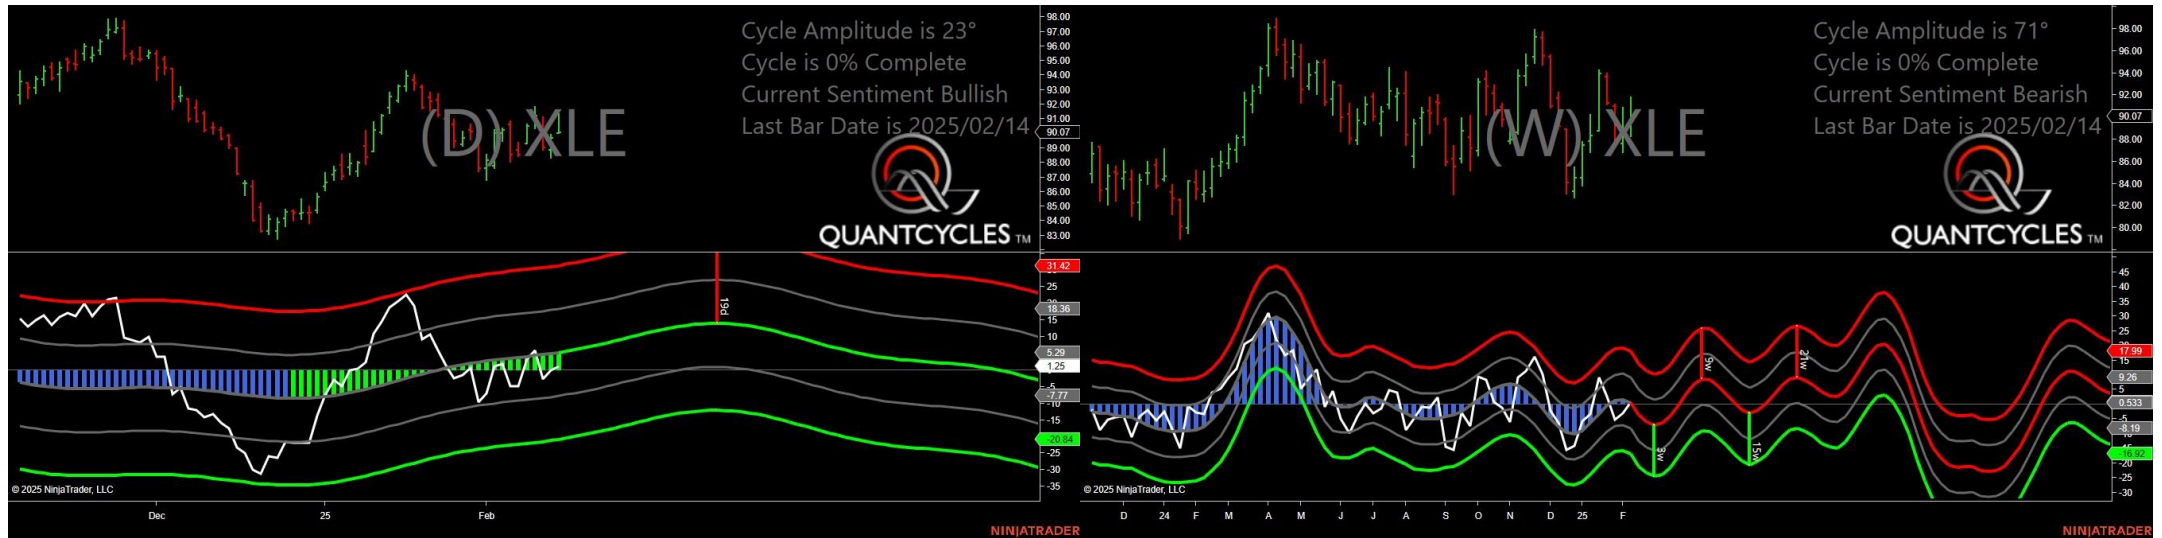 Cycle Amplitude is 23°
Cycle is 0% Complete
Current Sentiment Bullish
Last Bar Date is 2025/02/14
(D) XLE
QUANTCYCLES TM
98.00
97.00
96.00
95.00
94.00
93.00
92.00
91.00
90.07
89.00
88.00
87.00
86.00
85.00
84.00
83.00
31.42
25
18.36
15
10
5.29
1.25
-5
-7.77
-10
-15
-20.84
-25
-30
-35
19d
© 2025 NinjaTrader, LLC
Dec 25 Feb
NINJATRADER
Cycle Amplitude is 71°
Cycle is 0% Complete
Current Sentiment Bearish
Last Bar Date is 2025/02/14
(W) XLE
QUANTCYCLES TM
98.00
96.00
94.00
92.00
90.07
88.00
86.00
84.00
82.00
80.00
45
40
35
30
25
20
17.99
9.26
5
0.533
-5
-8.19
-16.92
-20
-25
-30
9w
21w
3w
15w
© 2025 NinjaTrader, LLC
D 24 F M A M J J A S O N D 25 F
NINJATRADER